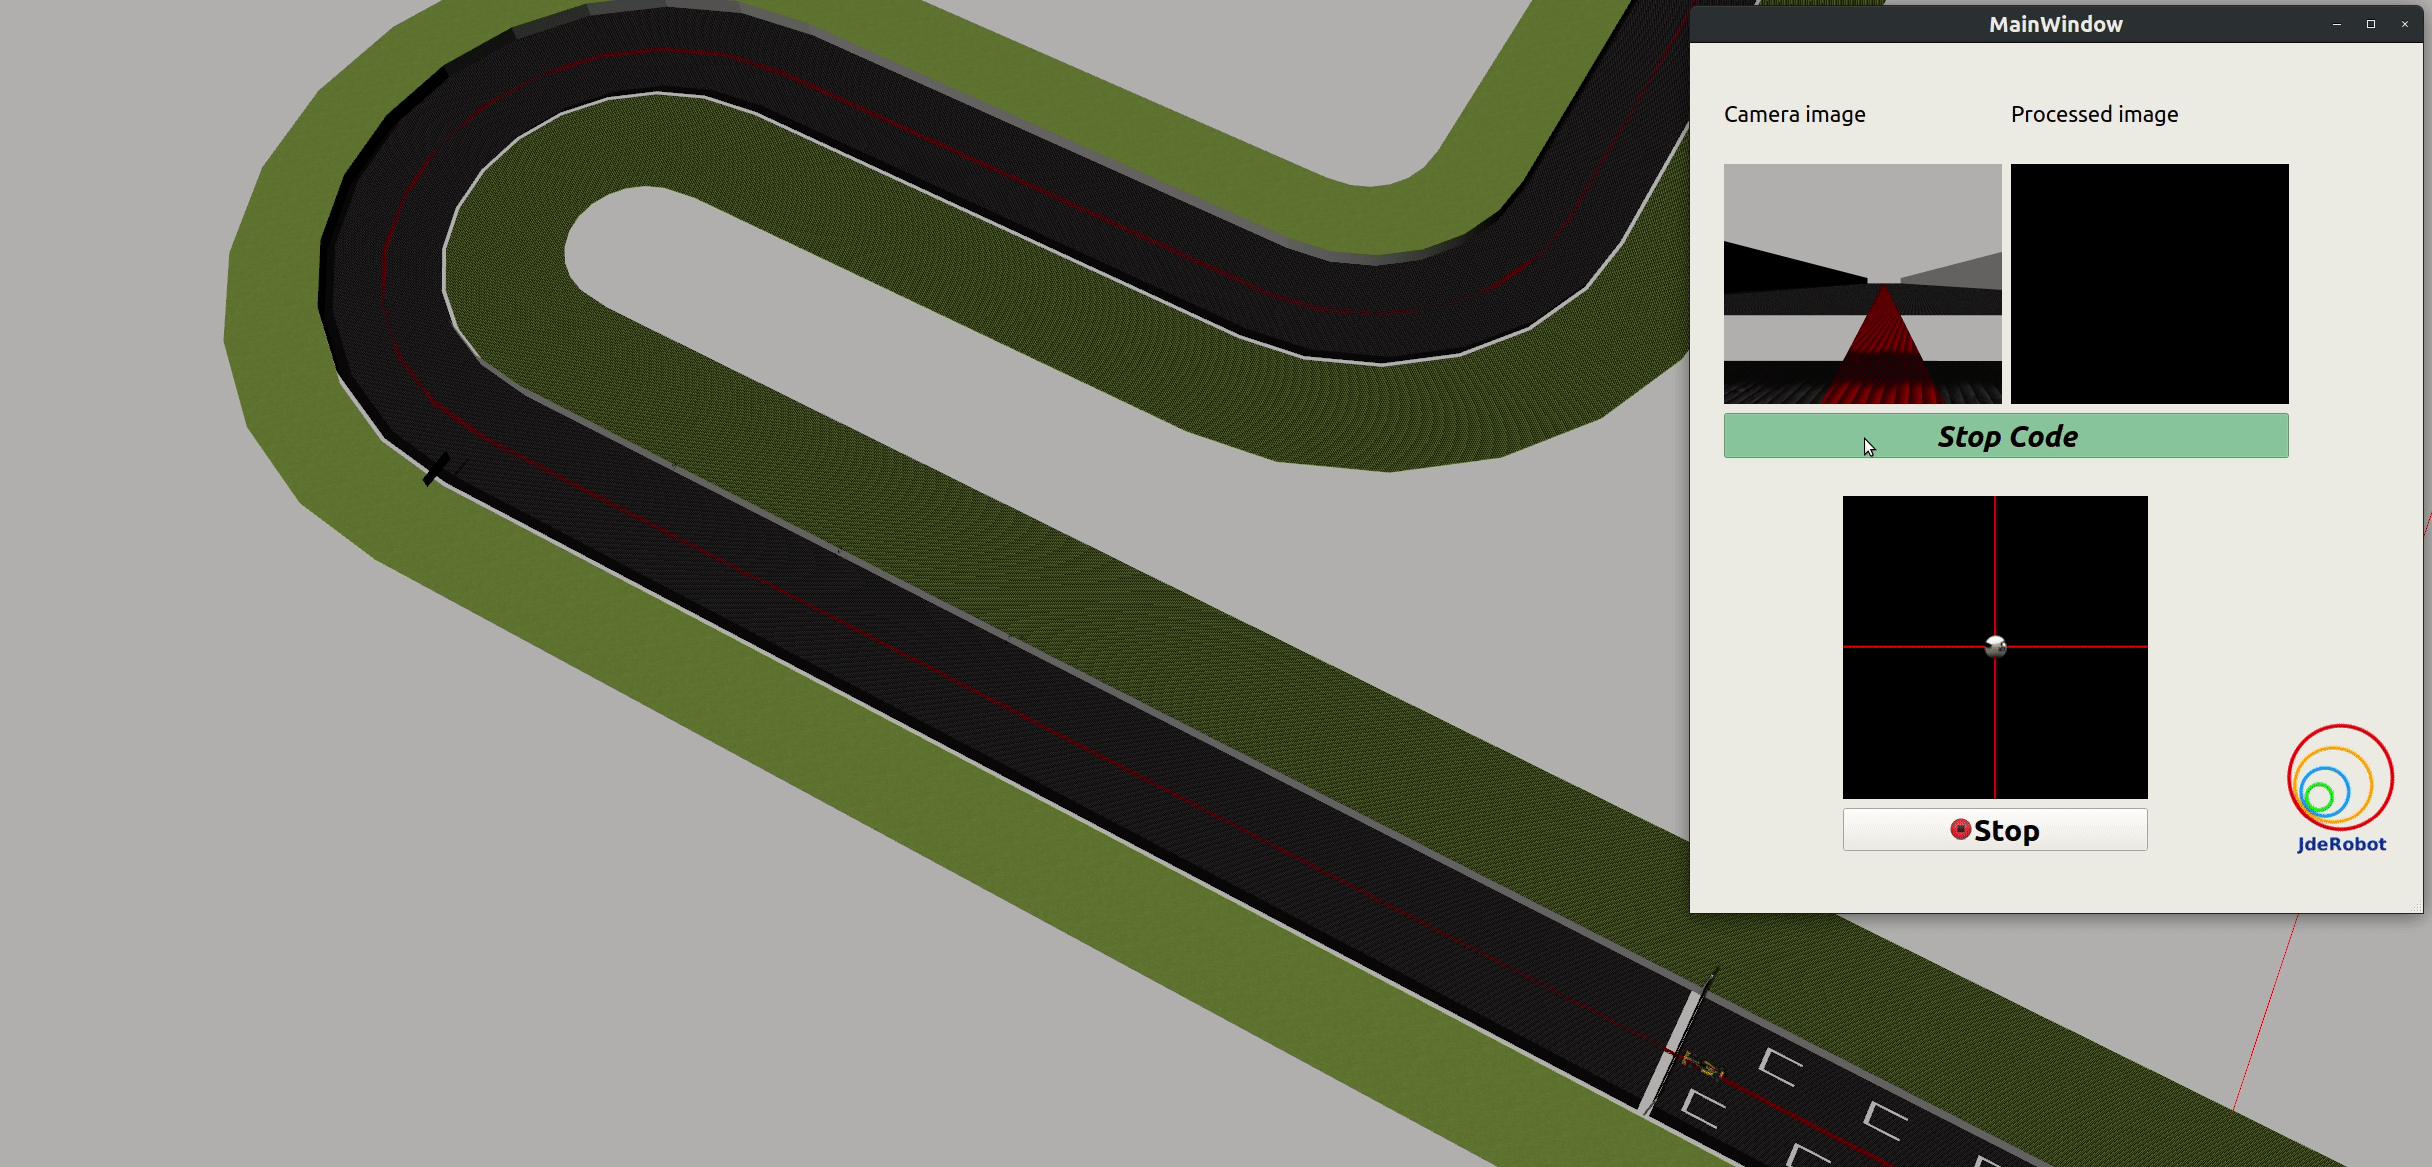 MainWindow
Camera image
Processed image
Stop Code
Stop
JdeRobot